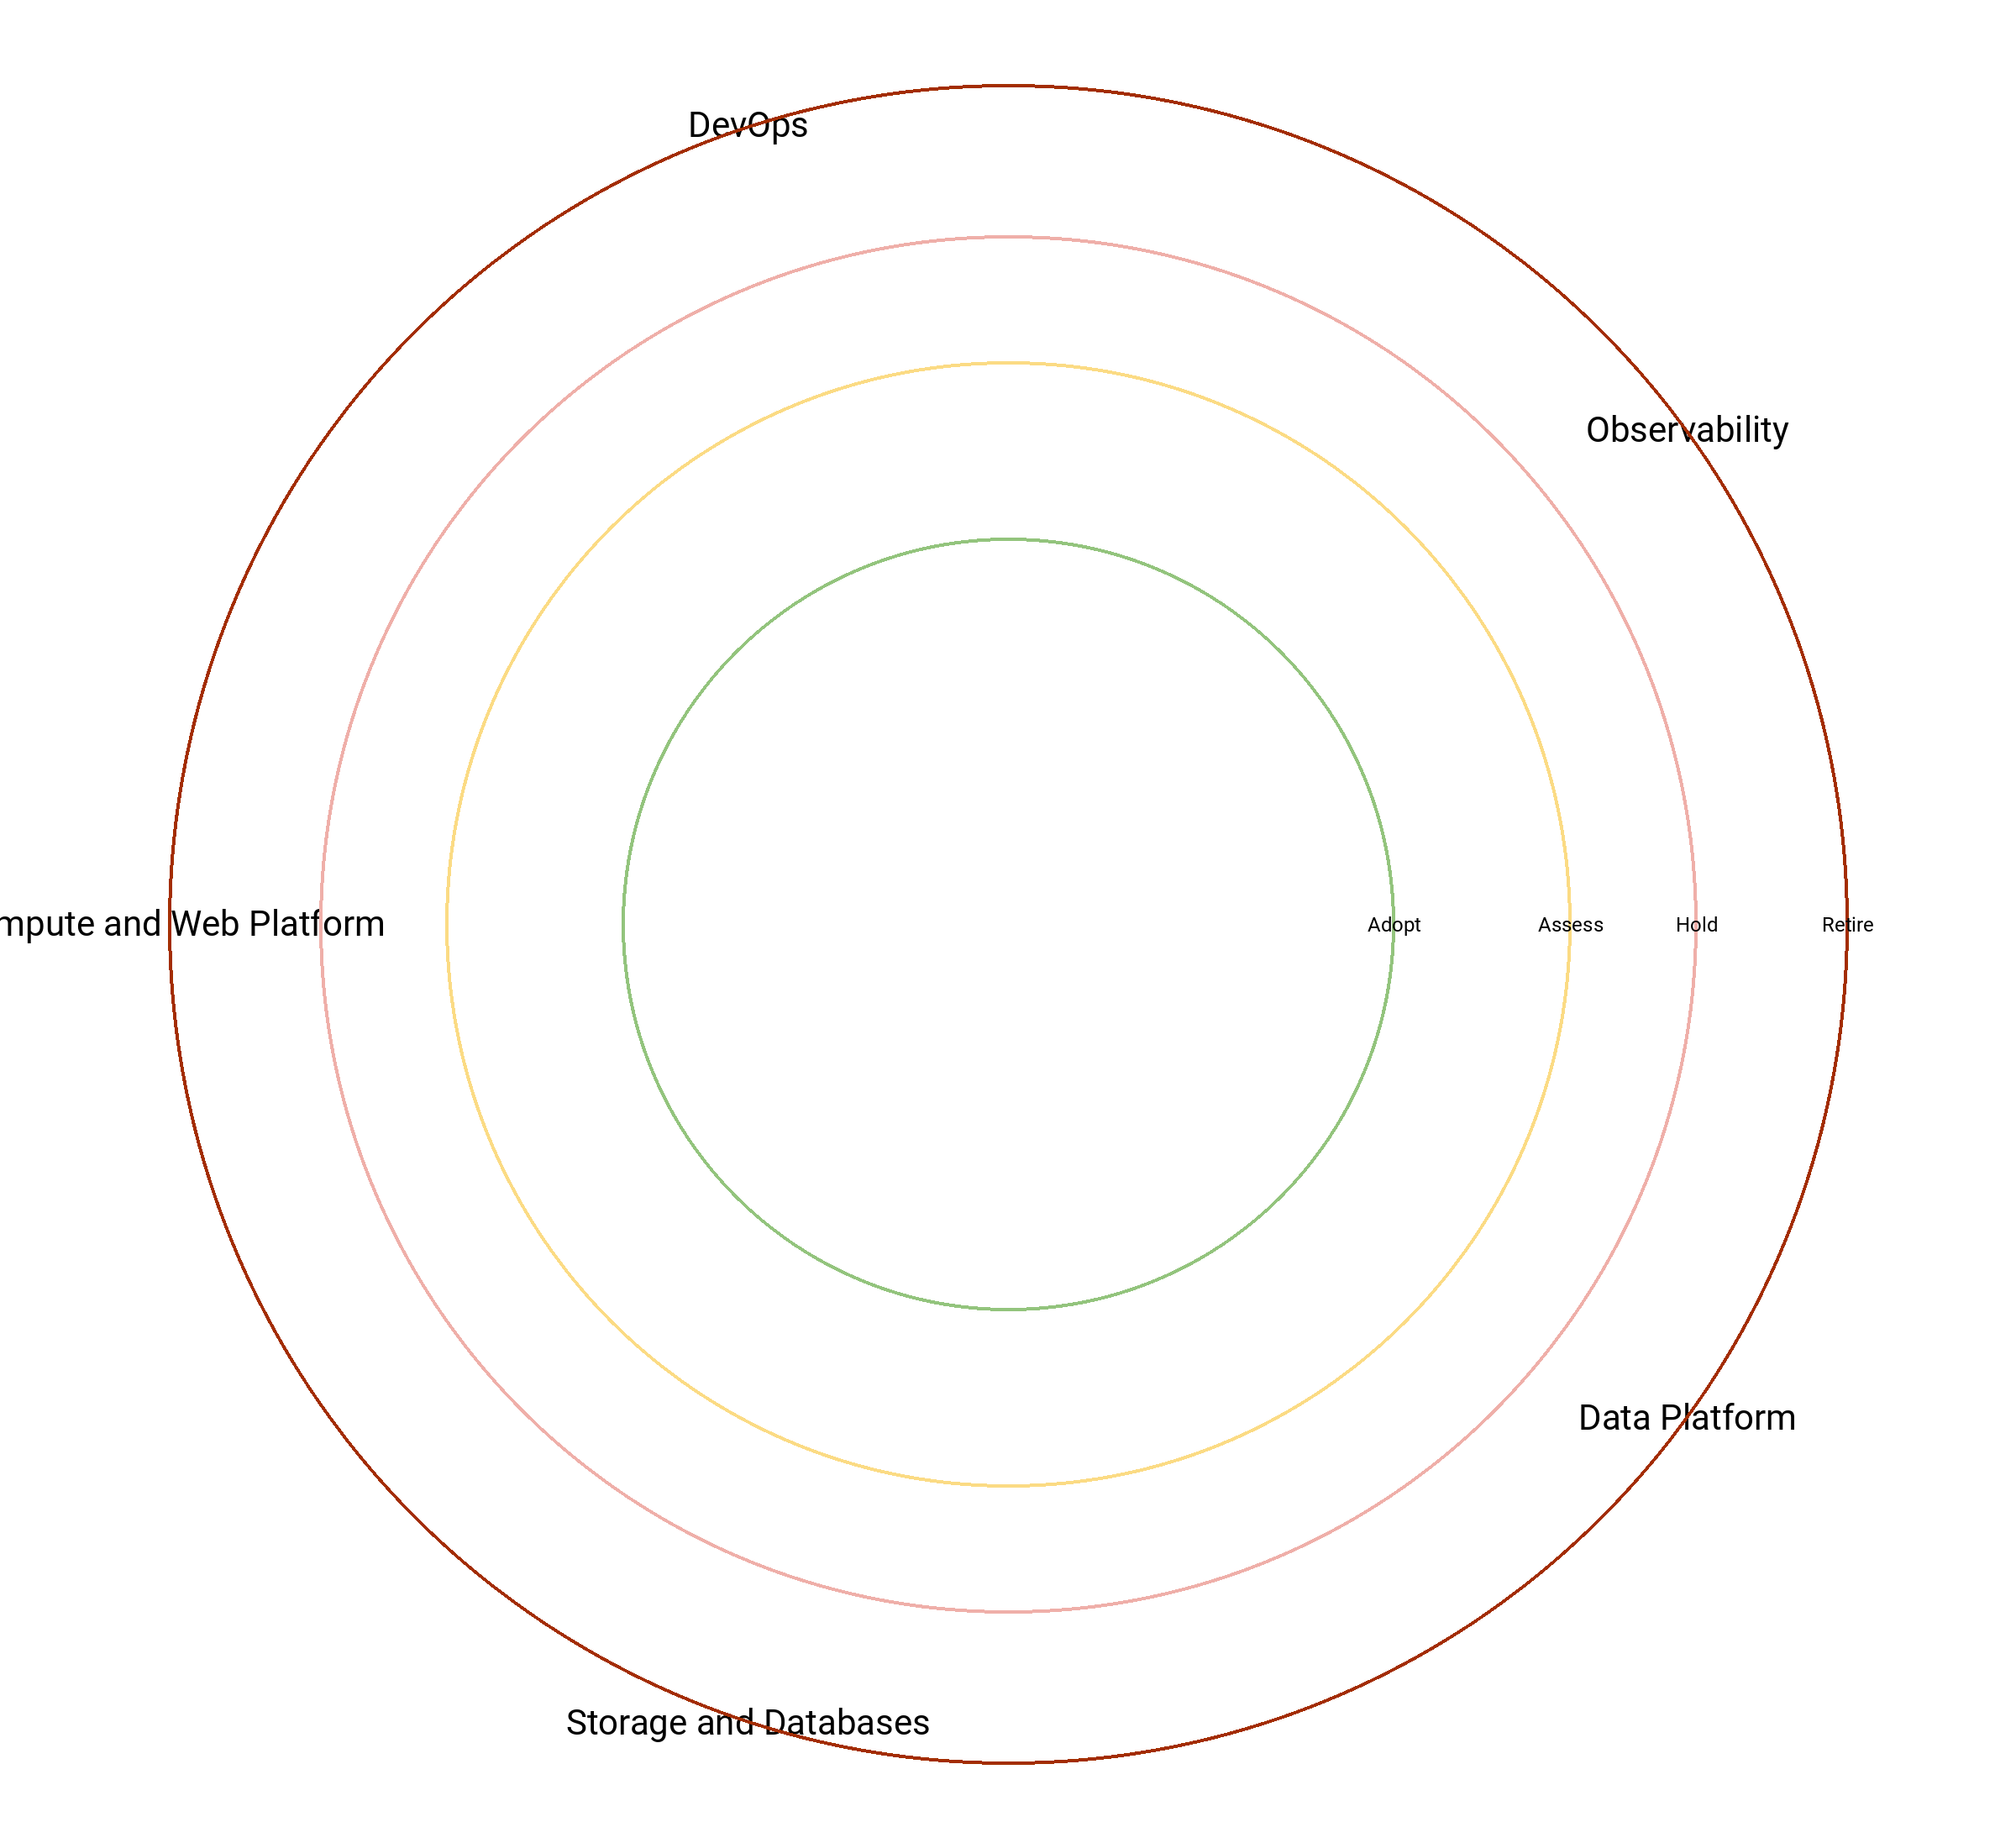 DevOps
Observability
mpute and Web Platform
Adopt
Assess
Hold
Retire
Data Platform
Storage and Databases